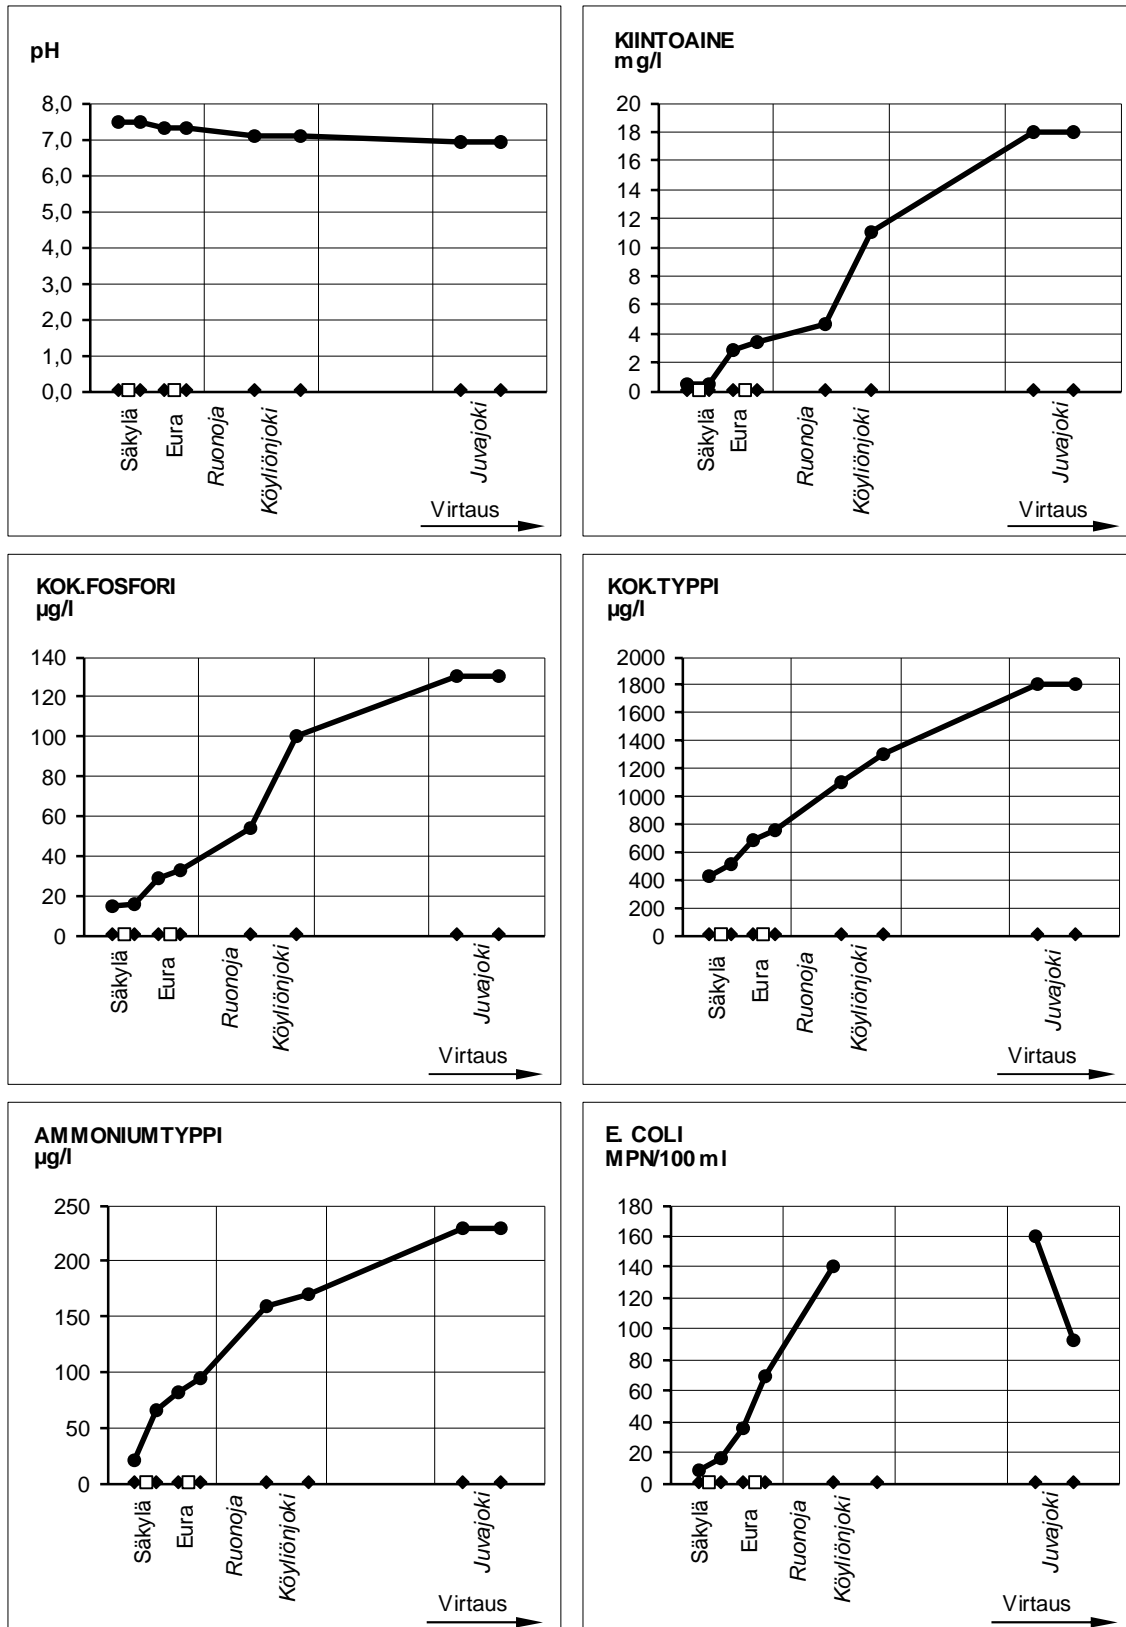 pH
8,0
7,0
6,0
5,0
4,0
3,0
2,0
1,0
0,0
Säkylä
Eura
Ruonoja
Köyliönjoki
Juvajoki
Virtaus
KIINTOAINE
mg/l
20
18
16
14
12
10
8
6
4
2
0
Säkylä
Eura
Ruonoja
Köyliönjoki
Juvajoki
Virtaus
KOK.FOSFORI
µg/l
140
120
100
80
60
40
20
0
Säkylä
Eura
Ruonoja
Köyliönjoki
Juvajoki
Virtaus
KOK.TYPPI
µg/l
2000
1800
1600
1400
1200
1000
800
600
400
200
0
Säkylä
Eura
Ruonoja
Köyliönjoki
Juvajoki
Virtaus
AMMONIUMTYPPI
µg/l
250
200
150
100
50
0
Säkylä
Eura
Ruonoja
Köyliönjoki
Juvajoki
Virtaus
E. COLI
MPN/100 ml
180
160
140
120
100
80
60
40
20
0
Säkylä
Eura
Ruonoja
Köyliönjoki
Juvajoki
Virtaus